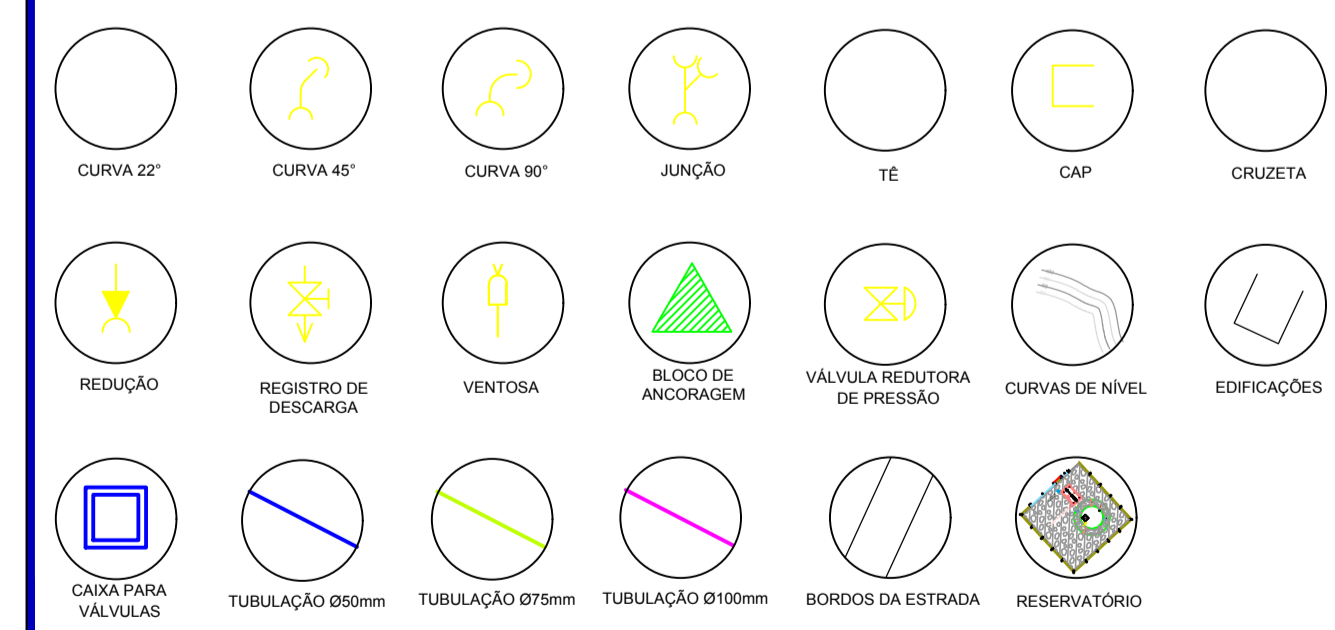 CURVA 22°
CURVA 45°
CURVA 90°
JUNÇÃO
TÊ
CAP
CRUZETA
REDUÇÃO
REGISTRO DE
DESCARGA
VENTOSA
BLOCO DE
ANCORAGEM
VÁLVULA REDUTORA
DE PRESSÃO
CURVAS DE NÍVEL
EDIFICAÇÕES
CAIXA PARA
VÁLVULAS
TUBULAÇÃO Ø50mm
TUBULAÇÃO Ø75mm
TUBULAÇÃO Ø100mm
BORDOS DA ESTRADA
RESERVATÓRIO